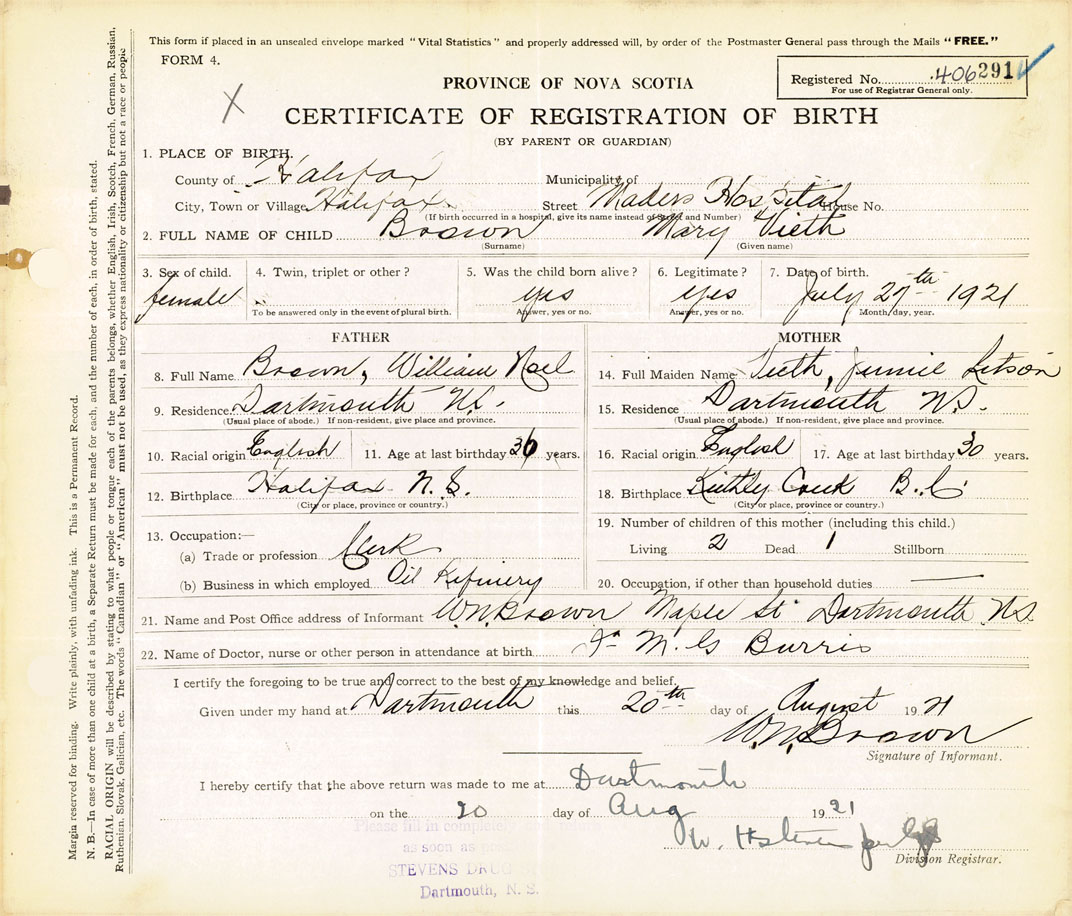 This form if placed in an unsealed envelope marked "Vital Statistics" and properly addressed will, by order of the Postmaster General pass through the Mails "FREE."
FORM 4.
Registered No. 406291
For use of Registrar General only.
X
PROVINCE OF NOVA SCOTIA
CERTIFICATE OF REGISTRATION OF BIRTH
(BY PARENT OR GUARDIAN)
1. PLACE OF BIRTH.
County of Halifax Municipality of
City, Town or Village Halifax Street Maders Hospital House No.
(If birth occurred in a hospital, give its name instead of Street and Number)
2. FULL NAME OF CHILD Brown Mary Vieth
(Surname) (Given name)
3. Sex of child. 4. Twin, triplet or other? 5. Was the child born alive? 6. Legitimate? 7. Date of birth.
female yes yes July 27th 1921
To be answered only in the event of plural birth. Answer, yes or no. Answer, yes or no. Month, day, year.
FATHER
8. Full Name Brown, William Noel
9. Residence Dartmouth N.S.
(Usual place of abode.) If non-resident, give place and province.
10. Racial origin English 11. Age at last birthday 36 years.
12. Birthplace Halifax N.S.
(City or place, province or country.)
13. Occupation:—
(a) Trade or profession Clerk
(b) Business in which employed Oil Refinery
MOTHER
14. Full Maiden Name Vieth, Jennie Kitson
15. Residence Dartmouth N.S.
(Usual place of abode.) If non-resident, give place and province.
16. Racial origin English 17. Age at last birthday 30 years.
18. Birthplace Keithly Creek B.C.
(City or place, province or country.)
19. Number of children of this mother (including this child.)
Living 2 Dead 1 Stillborn
20. Occupation, if other than household duties
21. Name and Post Office address of Informant W.N. Brown Maple St Dartmouth N.S.
22. Name of Doctor, nurse or other person in attendance at birth M. G Burris
I certify the foregoing to be true and correct to the best of my knowledge and belief.
Given under my hand at Dartmouth this 20th day of August 1921
W.N. Brown
Signature of Informant.
I hereby certify that the above return was made to me at Dartmouth
on the 20 day of Aug 1921
Please fill in
as soon as
W.
Division Registrar.
STEVENS DRUG
Dartmouth, N. S.
Margin reserved for binding. Write plainly, with unfading ink. This is a Permanent Record.
N. B.—In case of more than one child at a birth, a Separate Return must be made for each, and the number of each, in order of birth, stated.
RACIAL ORIGIN will be described by stating to what people or tongue each of the parents belongs, whether English, Irish, Scotch, French, German, Russian,
Ruthenian, Slovak, Galician, etc. The words "Canadian" or "American" must not be used, as they express nationality or citizenship but not a race or people